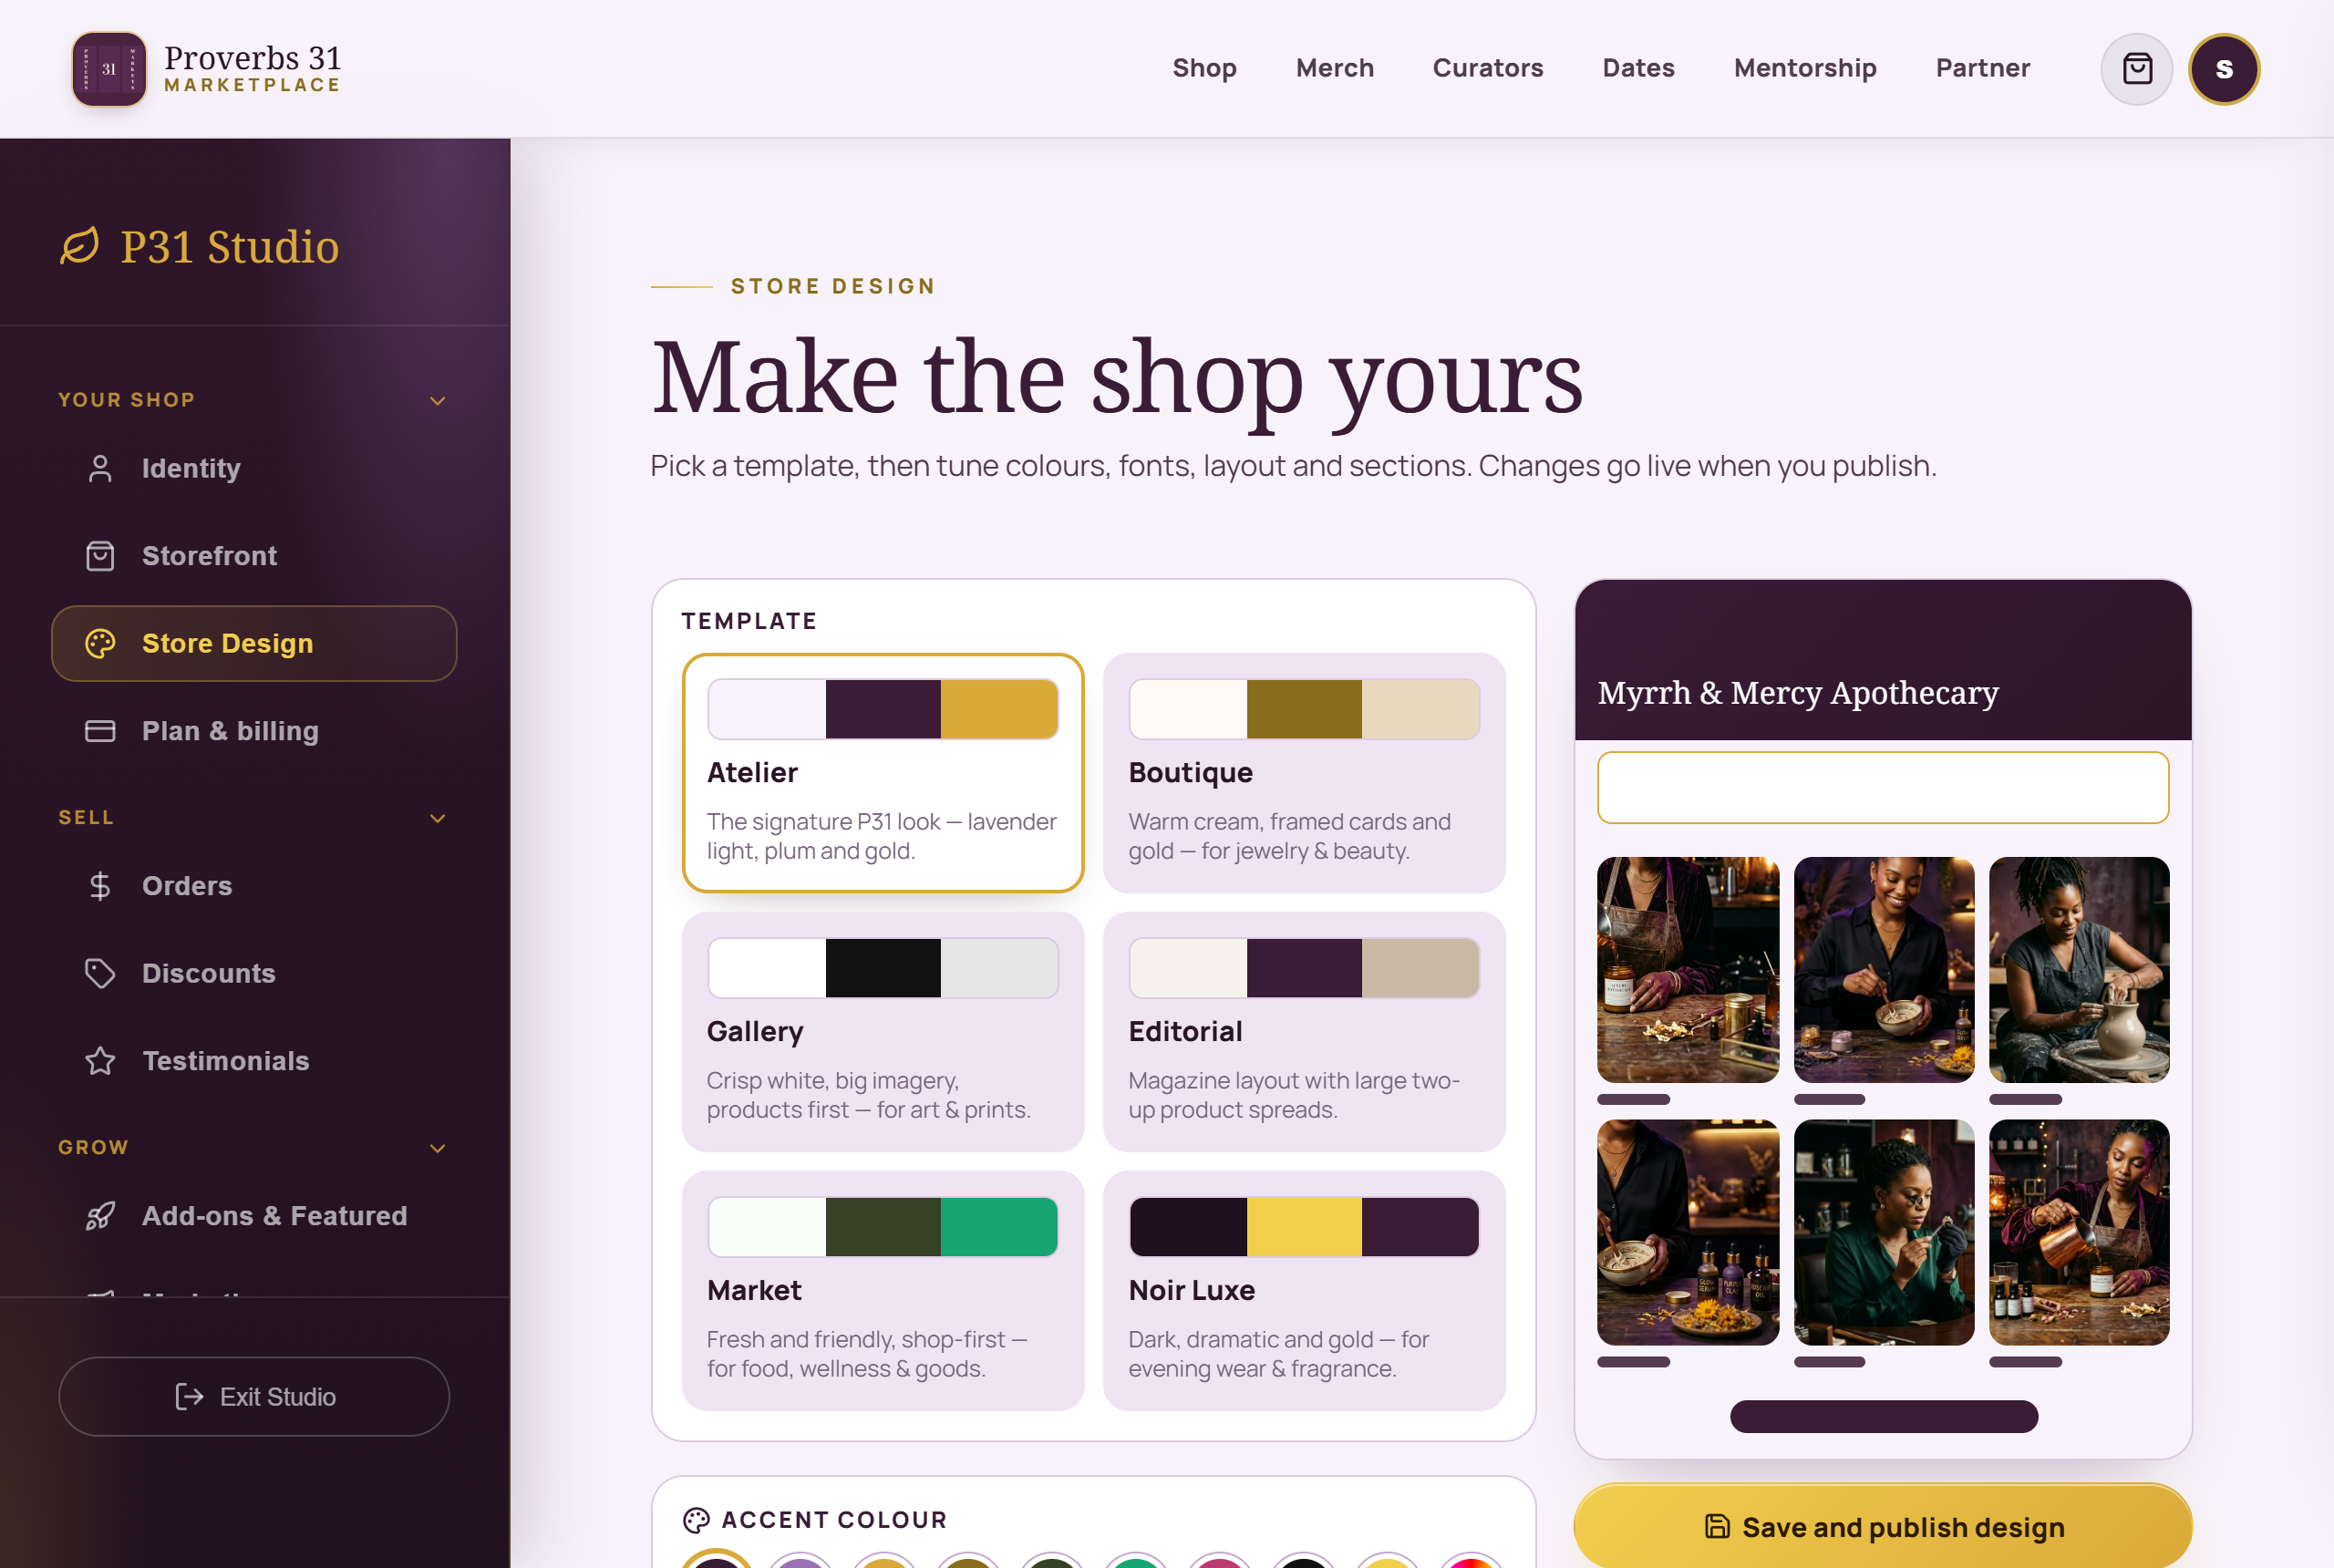 31
Proverbs 31
MARKETPLACE
Shop
Merch
Curators
Dates
Mentorship
Partner
S
P31 Studio
YOUR SHOP
Identity
Storefront
Store Design
Plan & billing
SELL
Orders
Discounts
Testimonials
GROW
Add-ons & Featured
Exit Studio
STORE DESIGN
Make the shop yours
Pick a template, then tune colours, fonts, layout and sections. Changes go live when you publish.
TEMPLATE
Atelier
The signature P31 look — lavender
light, plum and gold.
Boutique
Warm cream, framed cards and
gold — for jewelry & beauty.
Gallery
Crisp white, big imagery,
products first — for art & prints.
Editorial
Magazine layout with large two-
up product spreads.
Market
Fresh and friendly, shop-first —
for food, wellness & goods.
Noir Luxe
Dark, dramatic and gold — for
evening wear & fragrance.
ACCENT COLOUR
Myrrh & Mercy Apothecary
Save and publish design